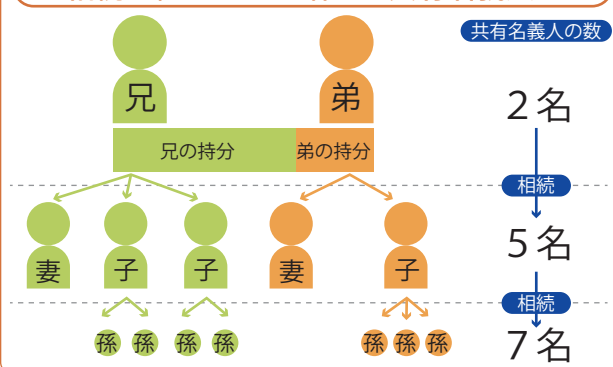 共有名義人の数
兄
弟
2名
兄の持分
弟の持分
相続
妻
子
子
妻
子
5名
相続
孫
孫
孫
孫
孫
孫
孫
7名